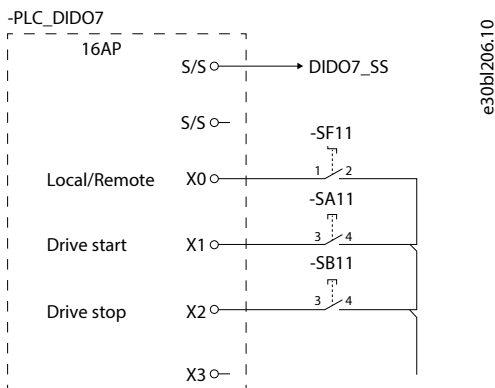 -PLC_DIDO7
16AP
S/S
DIDO7_SS
S/S
-SF11
Local/Remote X0 1 2
-SA11
Drive start X1 3 4
-SB11
Drive stop X2 3 4
X3
e30bl206.10